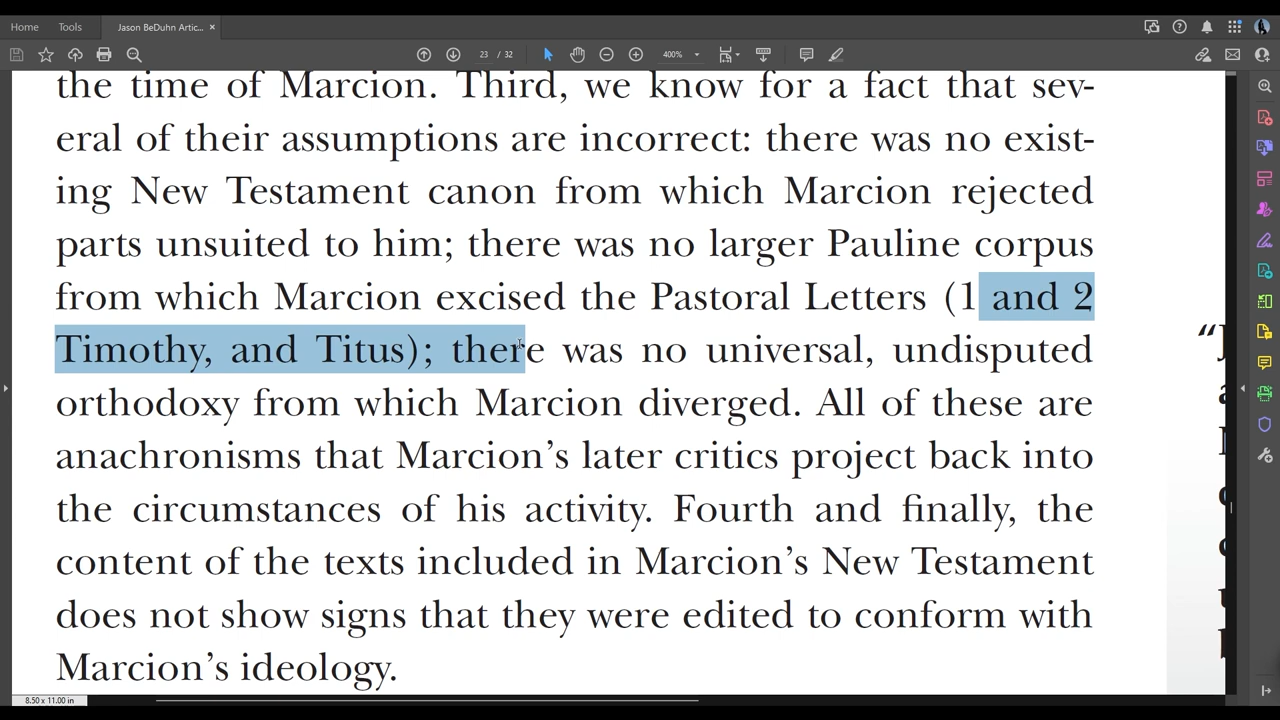 Home Tools Jason BeDuhn Artic... ×
23 / 32 400%
the time of Marcion. Third, we know for a fact that sev-
eral of their assumptions are incorrect: there was no exist-
ing New Testament canon from which Marcion rejected
parts unsuited to him; there was no larger Pauline corpus
from which Marcion excised the Pastoral Letters (1 and 2
Timothy, and Titus); there was no universal, undisputed
orthodoxy from which Marcion diverged. All of these are
anachronisms that Marcion’s later critics project back into
the circumstances of his activity. Fourth and finally, the
content of the texts included in Marcion’s New Testament
does not show signs that they were edited to conform with
Marcion’s ideology.
8.50 x 11.00 in